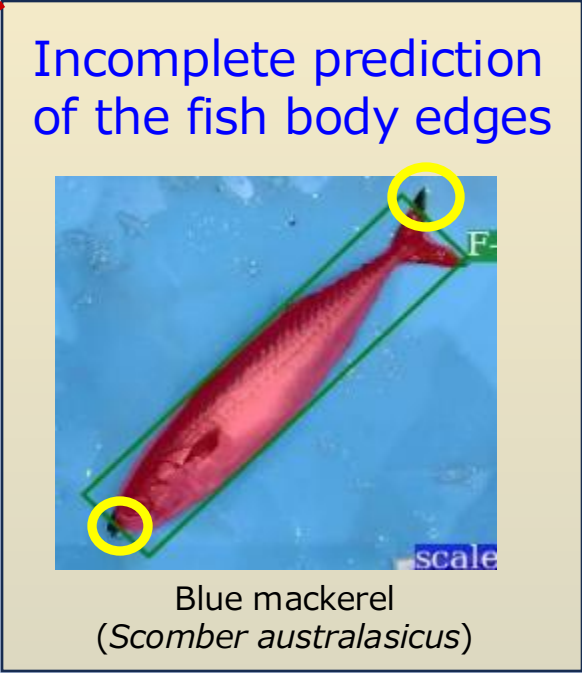 Incomplete prediction
of the fish body edges
F-
scale
Blue mackerel
(Scomber australasicus)